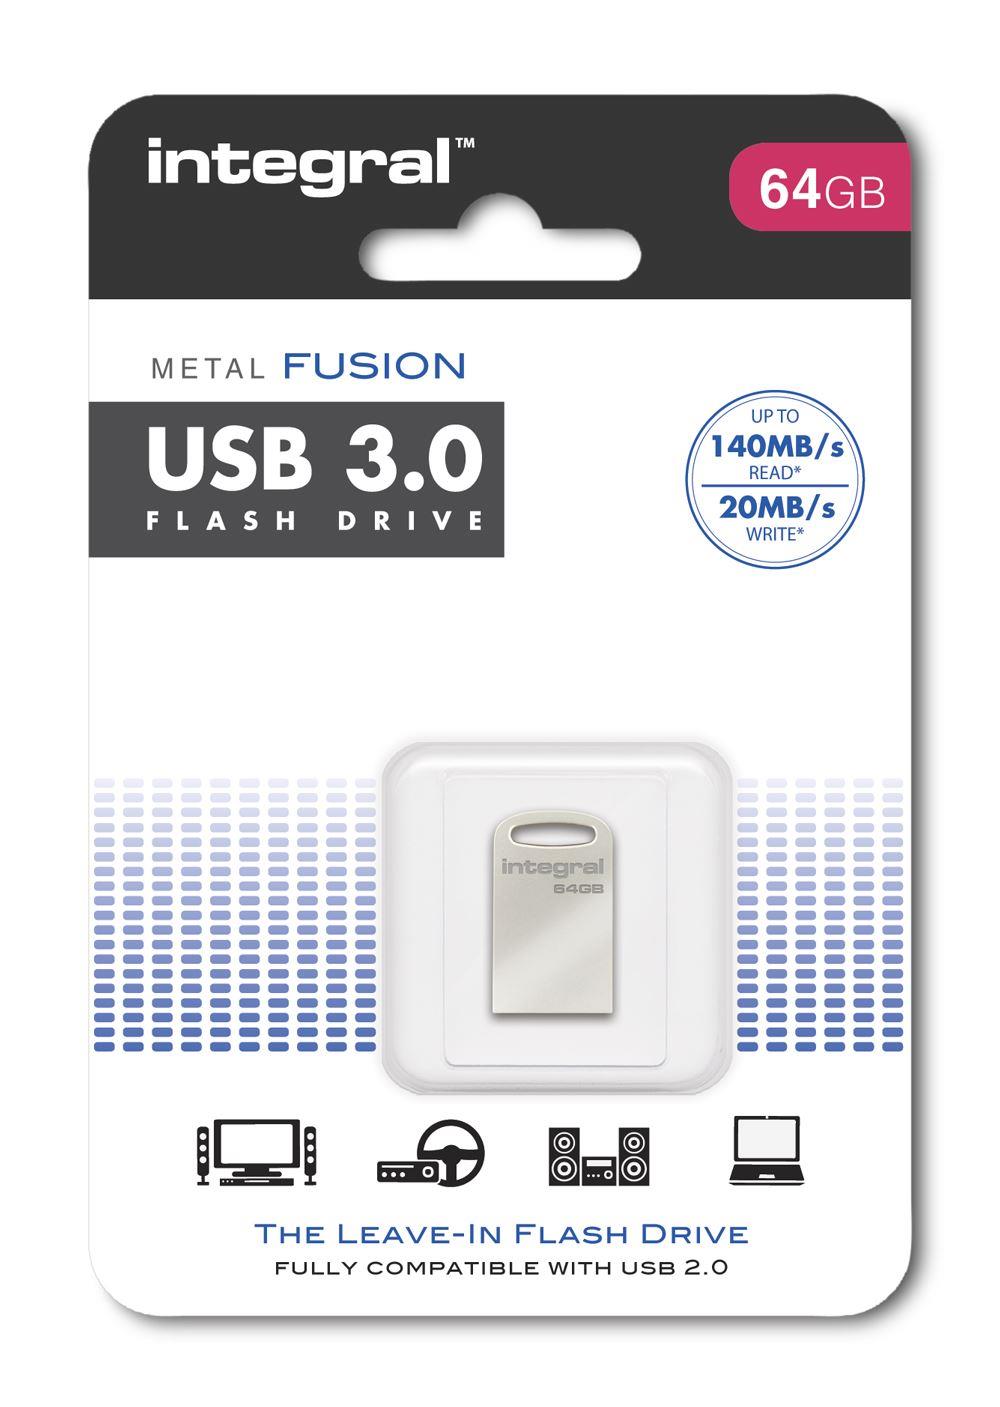 integral™
64GB
METAL FUSION
USB 3.0
FLASH DRIVE
UP TO
140MB/s
READ*
20MB/s
WRITE*
integral
64GB
THE LEAVE-IN FLASH DRIVE
FULLY COMPATIBLE WITH USB 2.0